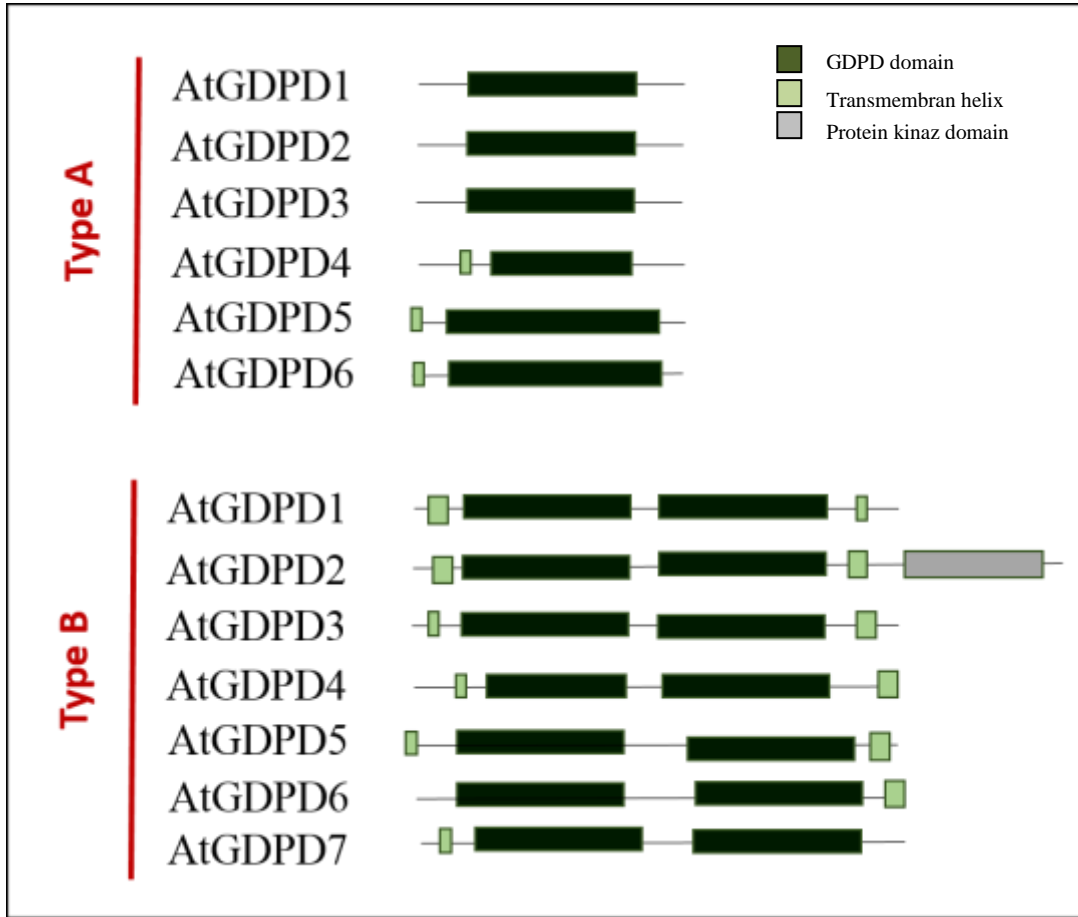 GDPD domain
Transmembran helix
Protein kinaz domain
Type A
AtGDPD1
AtGDPD2
AtGDPD3
AtGDPD4
AtGDPD5
AtGDPD6
Type B
AtGDPD1
AtGDPD2
AtGDPD3
AtGDPD4
AtGDPD5
AtGDPD6
AtGDPD7